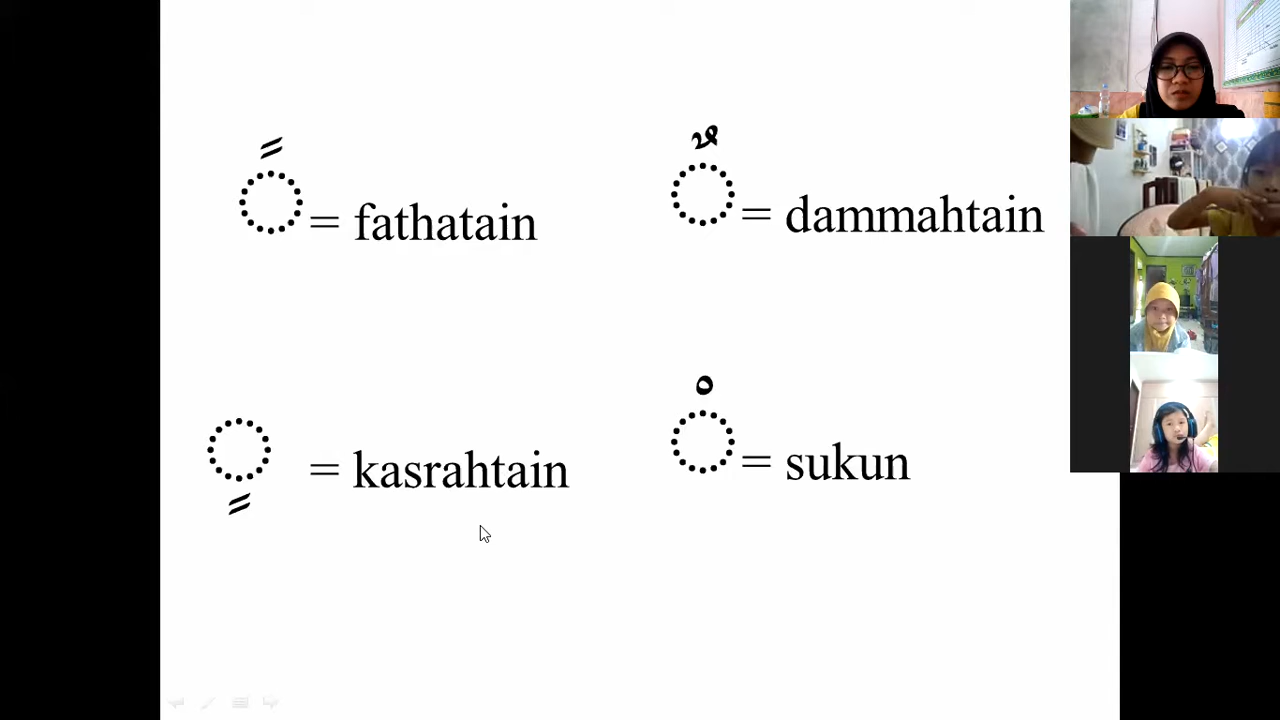 ً = fathatain
ٌ = dammahtain
ٍ = kasrahtain
ْ = sukun